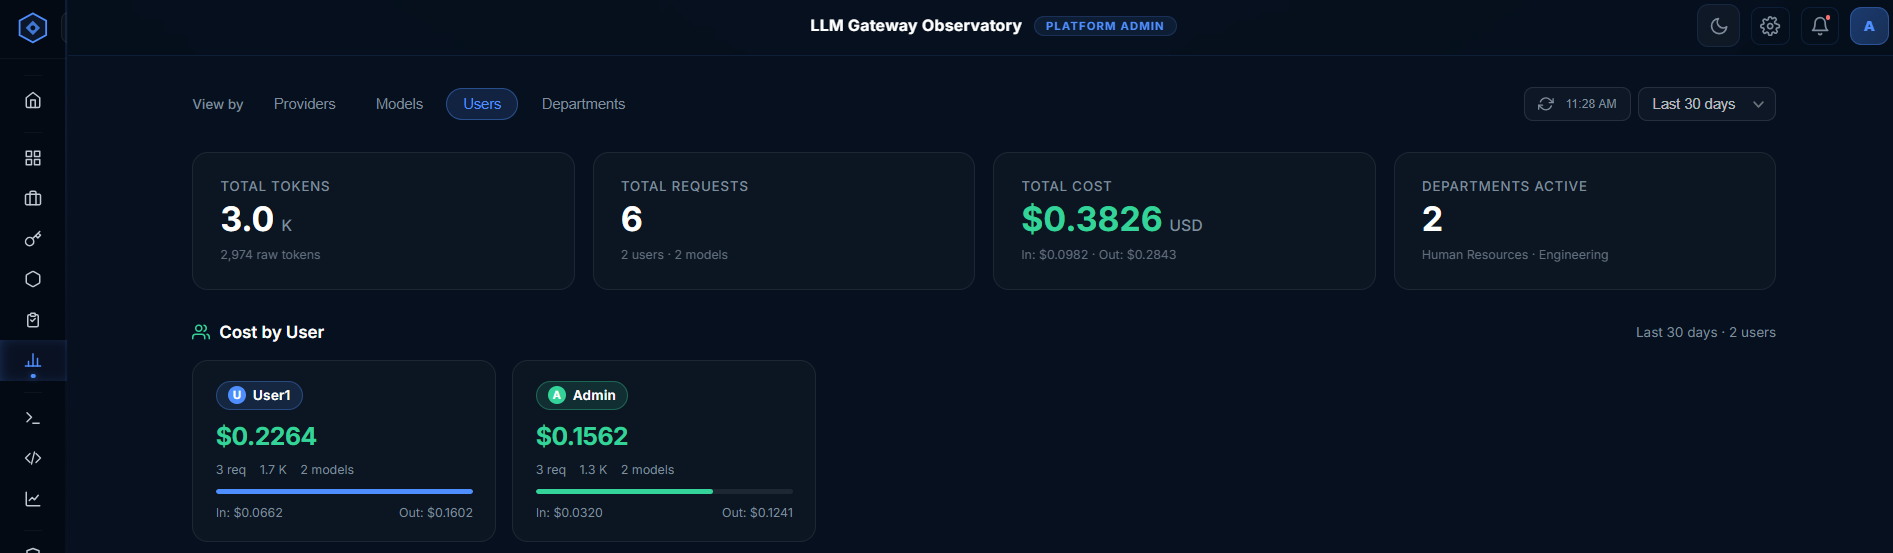 LLM Gateway Observatory PLATFORM ADMIN A
View by Providers Models Users Departments 11:28 AM Last 30 days
TOTAL TOKENS
3.0 K
2,974 raw tokens
TOTAL REQUESTS
6
2 users · 2 models
TOTAL COST
$0.3826 USD
In: $0.0982 · Out: $0.2843
DEPARTMENTS ACTIVE
2
Human Resources · Engineering
Cost by User Last 30 days · 2 users
U User1
$0.2264
3 req 1.7 K 2 models
In: $0.0662 Out: $0.1602
A Admin
$0.1562
3 req 1.3 K 2 models
In: $0.0320 Out: $0.1241